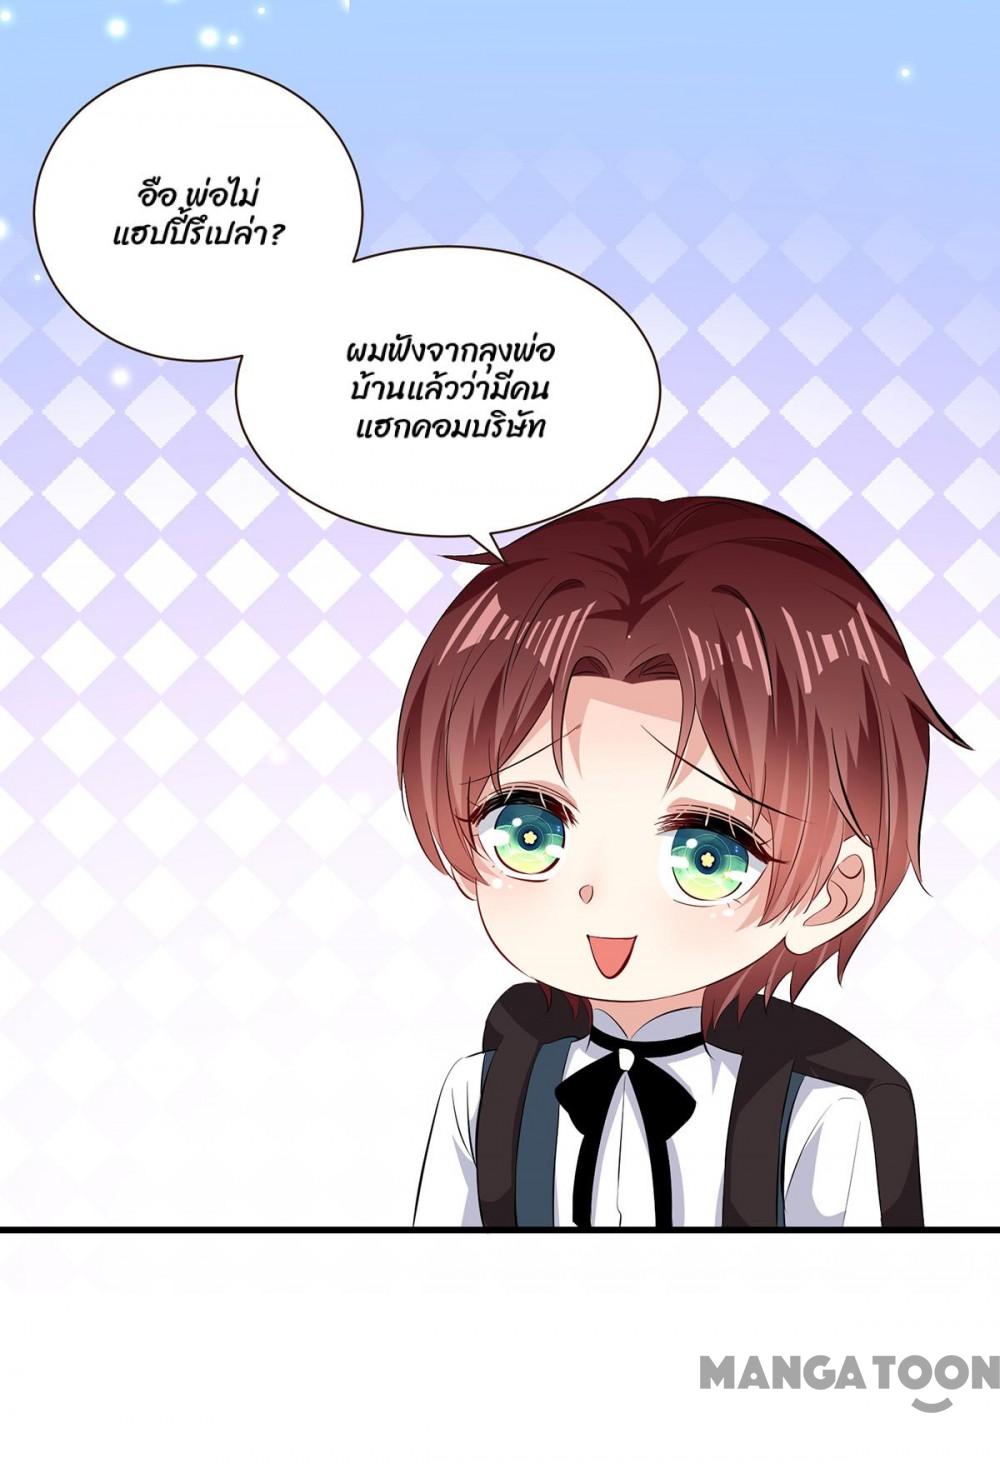 อือ พ่อไม่
แฮปปี้รึเปล่า?
ผมฟังจากลุงพ่อ
บ้านแล้วว่ามีคน
แฮกคอมบริษัท
MANGATOON